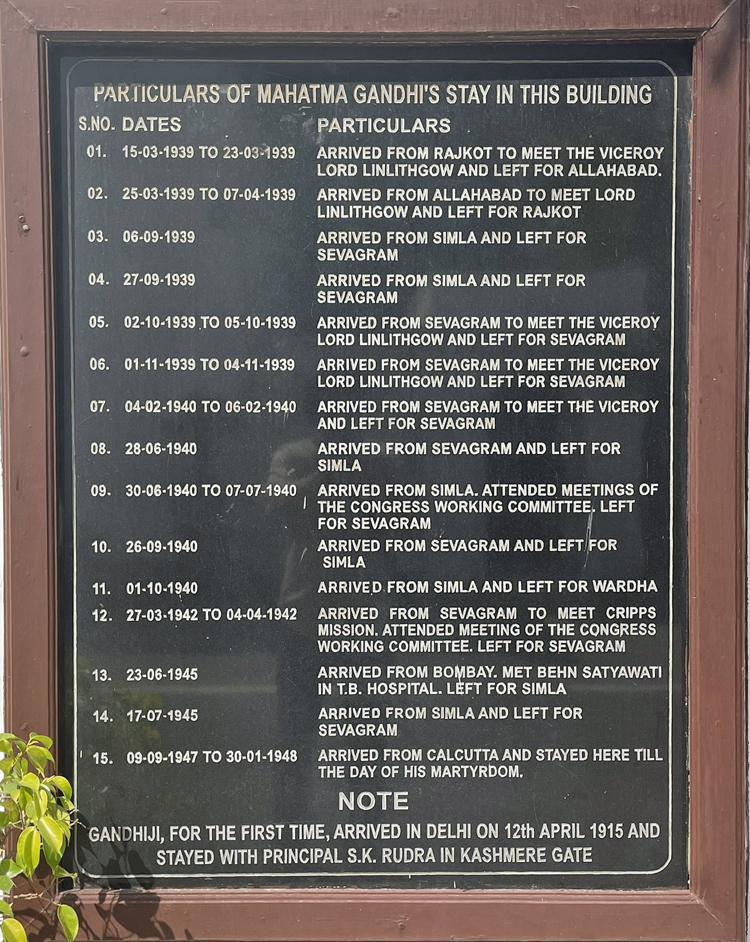 PARTICULARS OF MAHATMA GANDHI'S STAY IN THIS BUILDING
S.NO. DATES PARTICULARS
01. 15-03-1939 TO 23-03-1939 ARRIVED FROM RAJKOT TO MEET THE VICEROY
LORD LINLITHGOW AND LEFT FOR ALLAHABAD.
02. 25-03-1939 TO 07-04-1939 ARRIVED FROM ALLAHABAD TO MEET LORD
LINLITHGOW AND LEFT FOR RAJKOT
03. 06-09-1939 ARRIVED FROM SIMLA AND LEFT FOR
SEVAGRAM
04. 27-09-1939 ARRIVED FROM SIMLA AND LEFT FOR
SEVAGRAM
05. 02-10-1939 TO 05-10-1939 ARRIVED FROM SEVAGRAM TO MEET THE VICEROY
LORD LINLITHGOW AND LEFT FOR SEVAGRAM
06. 01-11-1939 TO 04-11-1939 ARRIVED FROM SEVAGRAM TO MEET THE VICEROY
LORD LINLITHGOW AND LEFT FOR SEVAGRAM
07. 04-02-1940 TO 06-02-1940 ARRIVED FROM SEVAGRAM TO MEET THE VICEROY
AND LEFT FOR SEVAGRAM
08. 28-06-1940 ARRIVED FROM SEVAGRAM AND LEFT FOR
SIMLA
09. 30-06-1940 TO 07-07-1940 ARRIVED FROM SIMLA. ATTENDED MEETINGS OF
THE CONGRESS WORKING COMMITTEE. LEFT
FOR SEVAGRAM
10. 26-09-1940 ARRIVED FROM SEVAGRAM AND LEFT FOR
SIMLA
11. 01-10-1940 ARRIVED FROM SIMLA AND LEFT FOR WARDHA
12. 27-03-1942 TO 04-04-1942 ARRIVED FROM SEVAGRAM TO MEET CRIPPS
MISSION. ATTENDED MEETING OF THE CONGRESS
WORKING COMMITTEE. LEFT FOR SEVAGRAM
13. 23-06-1945 ARRIVED FROM BOMBAY. MET BEHN SATYAWATI
IN T.B. HOSPITAL. LEFT FOR SIMLA
14. 17-07-1945 ARRIVED FROM SIMLA AND LEFT FOR
SEVAGRAM
15. 09-09-1947 TO 30-01-1948 ARRIVED FROM CALCUTTA AND STAYED HERE TILL
THE DAY OF HIS MARTYRDOM.
NOTE
GANDHIJI, FOR THE FIRST TIME, ARRIVED IN DELHI ON 12th APRIL 1915 AND
STAYED WITH PRINCIPAL S.K. RUDRA IN KASHMERE GATE